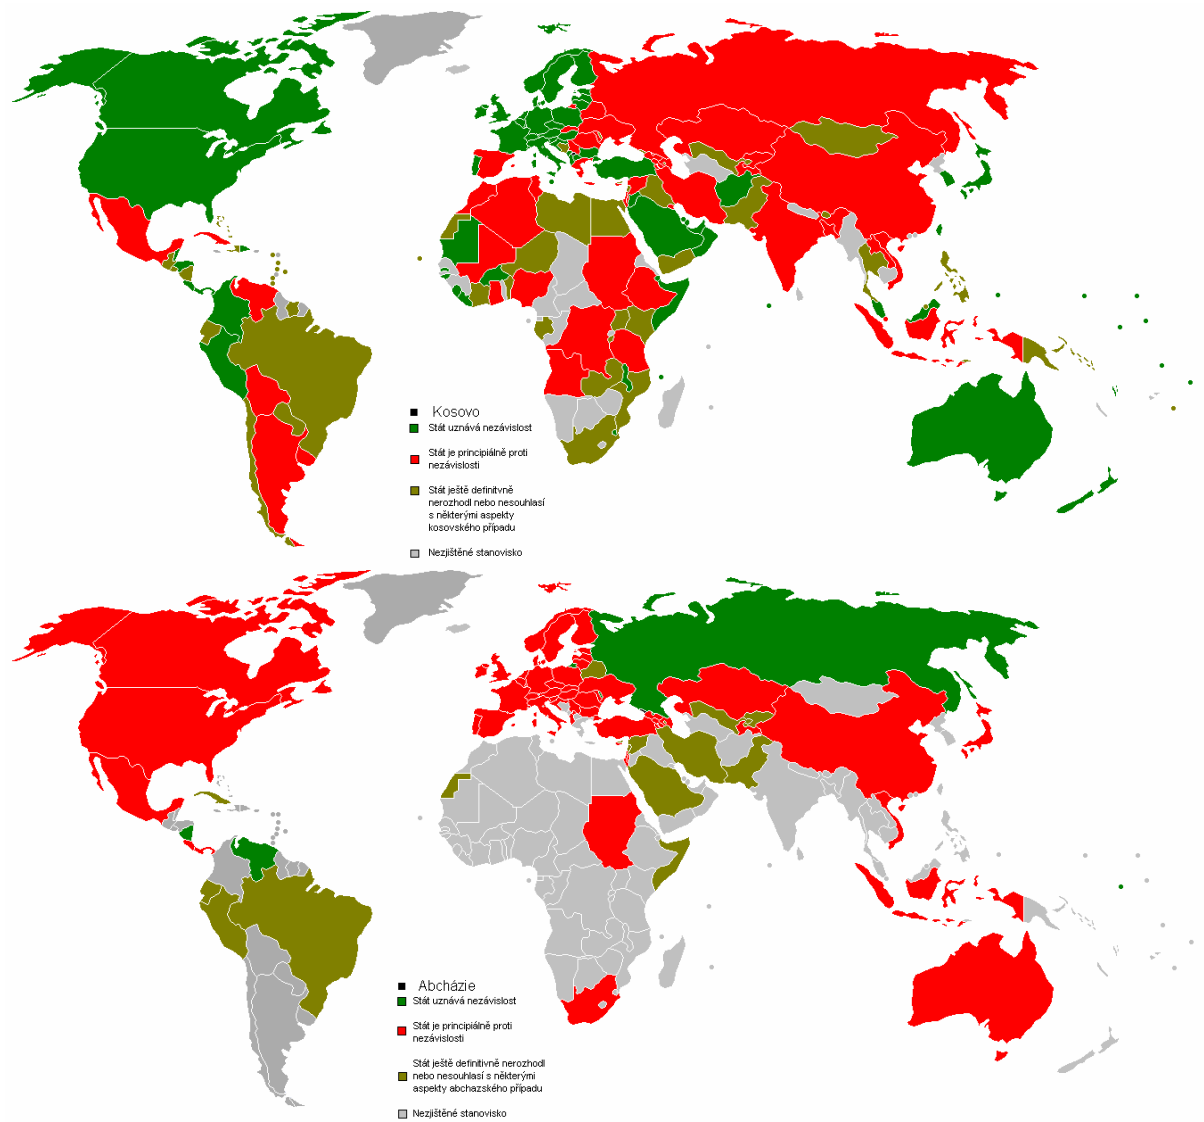 Kosovo
Stát uznává nezávislost
Stát je principiálně proti
nezávislosti
Stát ještě definitvně
nerozhodl nebo nesouhlasí
s některými aspekty
kosovského případu
Nezjištěné stanovisko
Abcházie
Stát uznává nezávislost
Stát je principiálně proti
nezávislosti
Stát ještě definitivně nerozhodl
nebo nesouhlasí s některými
aspekty abchazského případu
Nezjištěné stanovisko